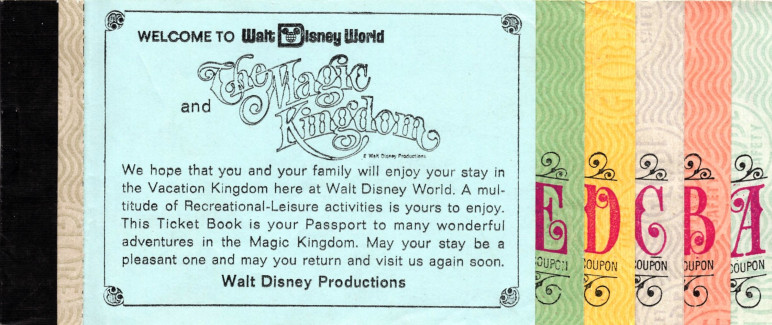 WELCOME TO Walt Disney World
and The Magic Kingdom
© Walt Disney Productions
We hope that you and your family will enjoy your stay in
the Vacation Kingdom here at Walt Disney World. A mul-
titude of Recreational-Leisure activities is yours to enjoy.
This Ticket Book is your Passport to many wonderful
adventures in the Magic Kingdom. May your stay be a
pleasant one and may you return and visit us again soon.
Walt Disney Productions
E D C B A
COUPON COUPON COUPON COUPON COUPON